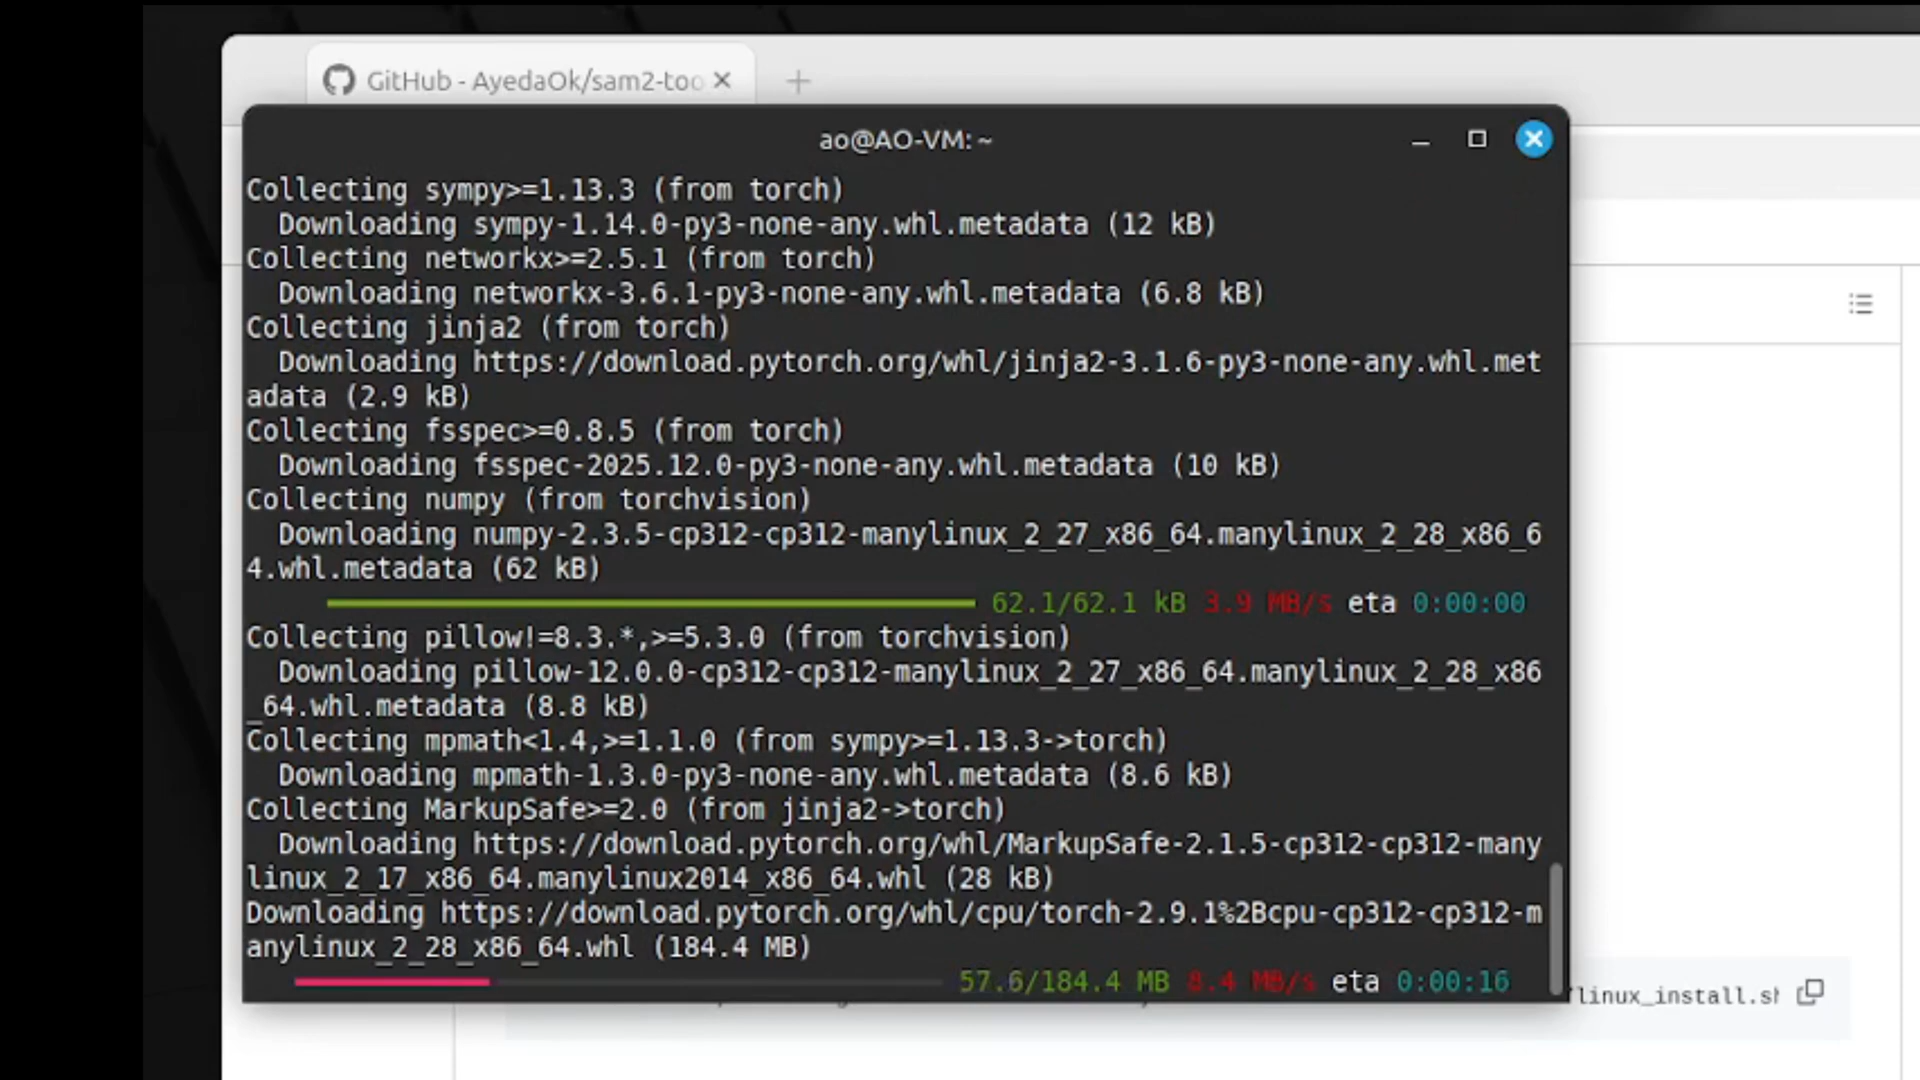 GitHub - AyedaOk/sam2-too
ao@AO-VM: ~
Collecting sympy>=1.13.3 (from torch)
Downloading sympy-1.14.0-py3-none-any.whl.metadata (12 kB)
Collecting networkx>=2.5.1 (from torch)
Downloading networkx-3.6.1-py3-none-any.whl.metadata (6.8 kB)
Collecting jinja2 (from torch)
Downloading https://download.pytorch.org/whl/jinja2-3.1.6-py3-none-any.whl.met
adata (2.9 kB)
Collecting fsspec>=0.8.5 (from torch)
Downloading fsspec-2025.12.0-py3-none-any.whl.metadata (10 kB)
Collecting numpy (from torchvision)
Downloading numpy-2.3.5-cp312-cp312-manylinux_2_27_x86_64.manylinux_2_28_x86_6
4.whl.metadata (62 kB)
62.1/62.1 kB 3.9 MB/s eta 0:00:00
Collecting pillow!=8.3.*,>=5.3.0 (from torchvision)
Downloading pillow-12.0.0-cp312-cp312-manylinux_2_27_x86_64.manylinux_2_28_x86
_64.whl.metadata (8.8 kB)
Collecting mpmath<1.4,>=1.1.0 (from sympy>=1.13.3->torch)
Downloading mpmath-1.3.0-py3-none-any.whl.metadata (8.6 kB)
Collecting MarkupSafe>=2.0 (from jinja2->torch)
Downloading https://download.pytorch.org/whl/MarkupSafe-2.1.5-cp312-cp312-many
linux_2_17_x86_64.manylinux2014_x86_64.whl (28 kB)
Downloading https://download.pytorch.org/whl/cpu/torch-2.9.1%2Bcpu-cp312-cp312-m
anylinux_2_28_x86_64.whl (184.4 MB)
57.6/184.4 MB 8.4 MB/s eta 0:00:16
linux_install.sh